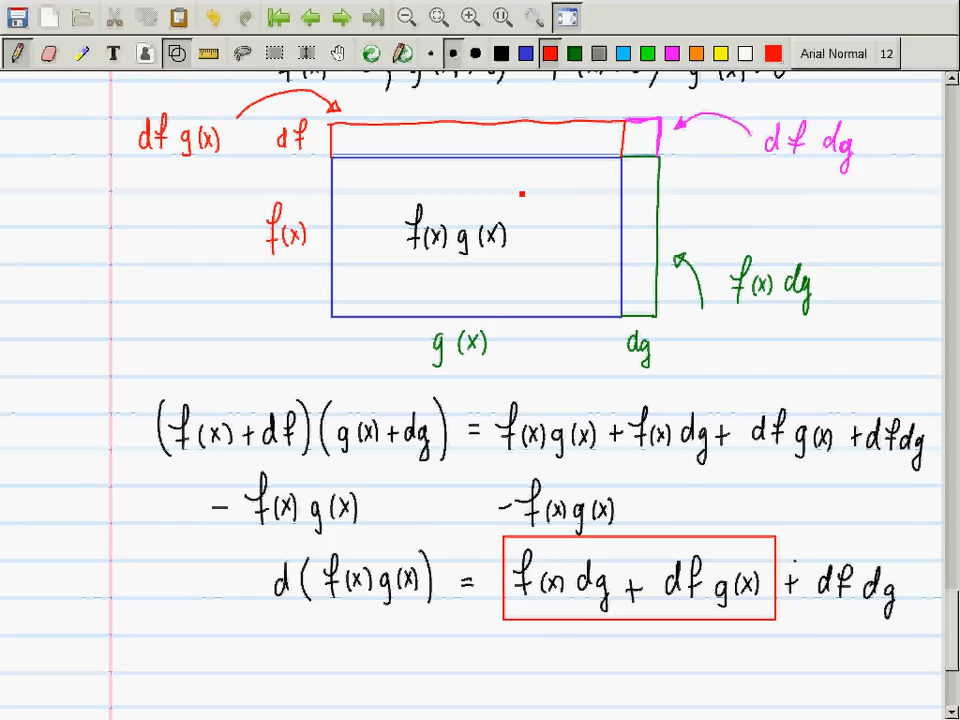 Arial Normal 12
df g(x) df df dg
f(x) f(x) g(x) f(x) dg
g(x) dg
(f(x) + df)(g(x) + dg) = f(x)g(x) + f(x) dg + df g(x) + df dg
- f(x) g(x) - f(x) g(x)
d(f(x)g(x)) = f(x) dg + df g(x) + df dg